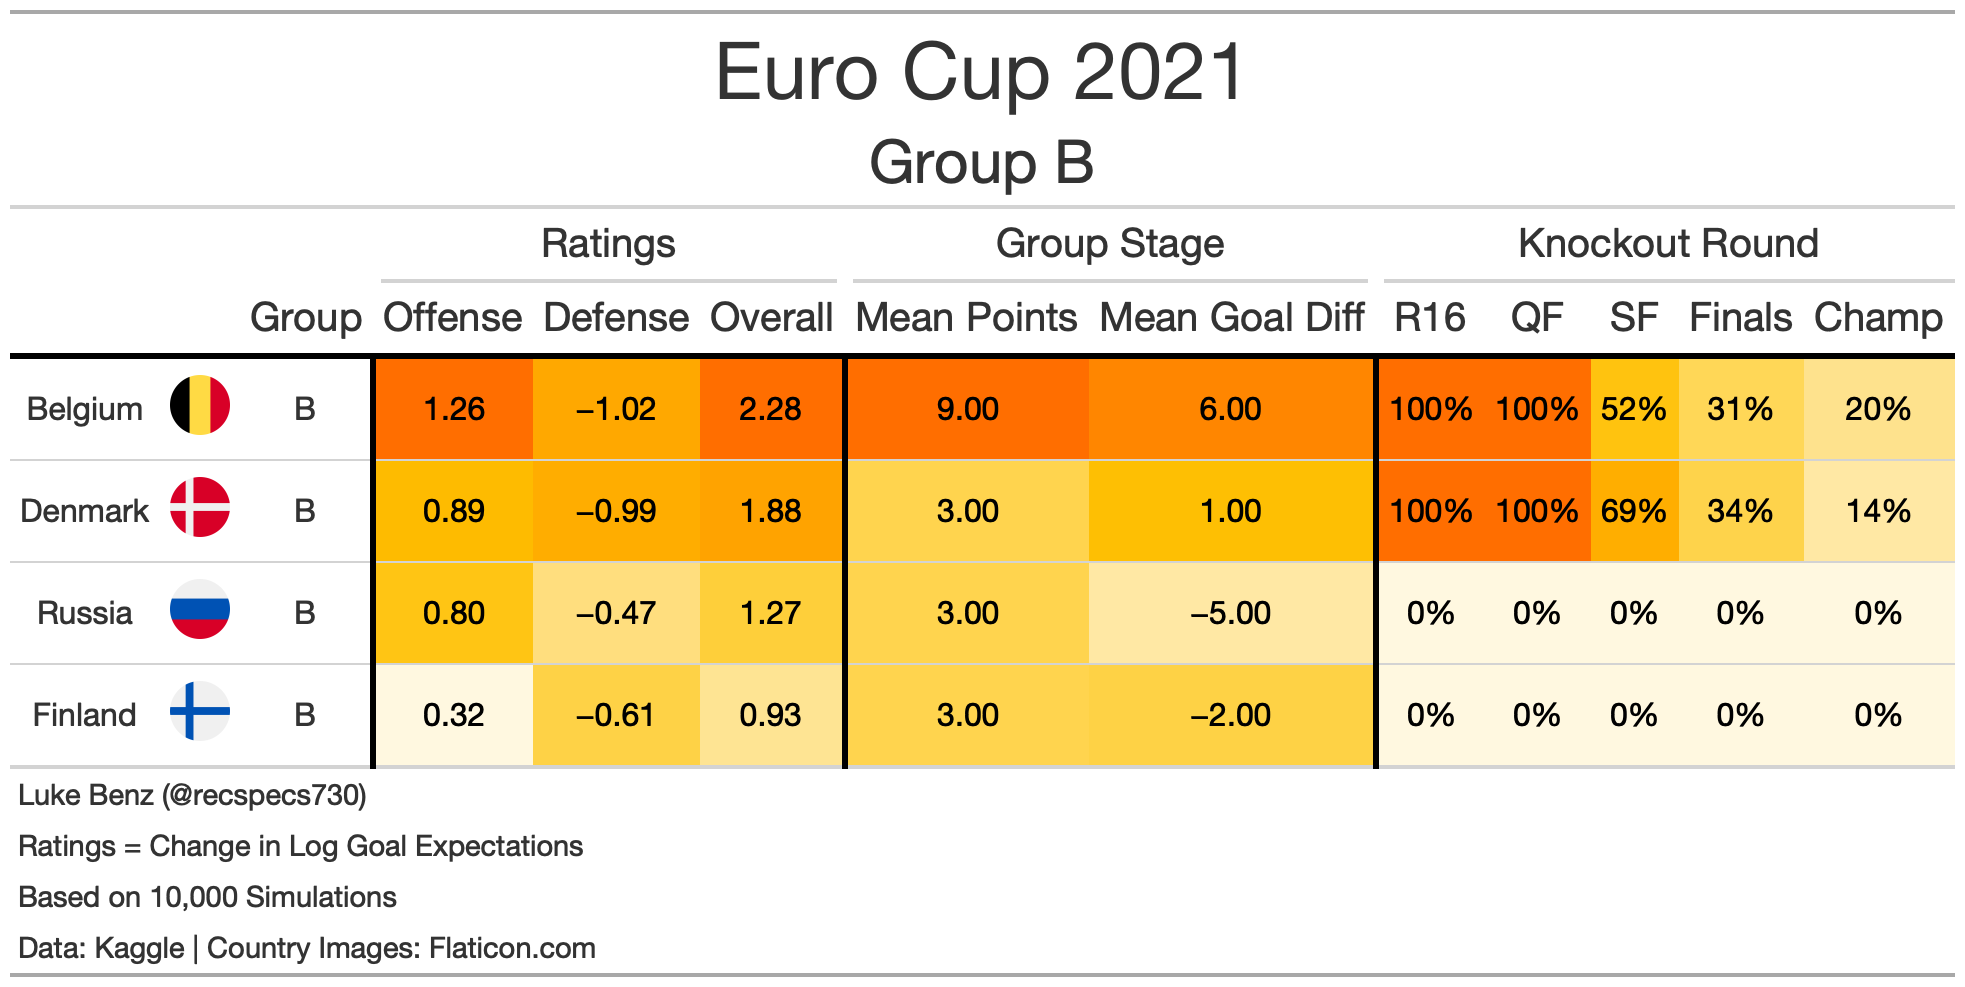 Euro Cup 2021
Group B
Ratings Group Stage Knockout Round
Group Offense Defense Overall Mean Points Mean Goal Diff R16 QF SF Finals Champ
Belgium B 1.26 −1.02 2.28 9.00 6.00 100% 100% 52% 31% 20%
Denmark B 0.89 −0.99 1.88 3.00 1.00 100% 100% 69% 34% 14%
Russia B 0.80 −0.47 1.27 3.00 −5.00 0% 0% 0% 0% 0%
Finland B 0.32 −0.61 0.93 3.00 −2.00 0% 0% 0% 0% 0%
Luke Benz (@recspecs730)
Ratings = Change in Log Goal Expectations
Based on 10,000 Simulations
Data: Kaggle | Country Images: Flaticon.com